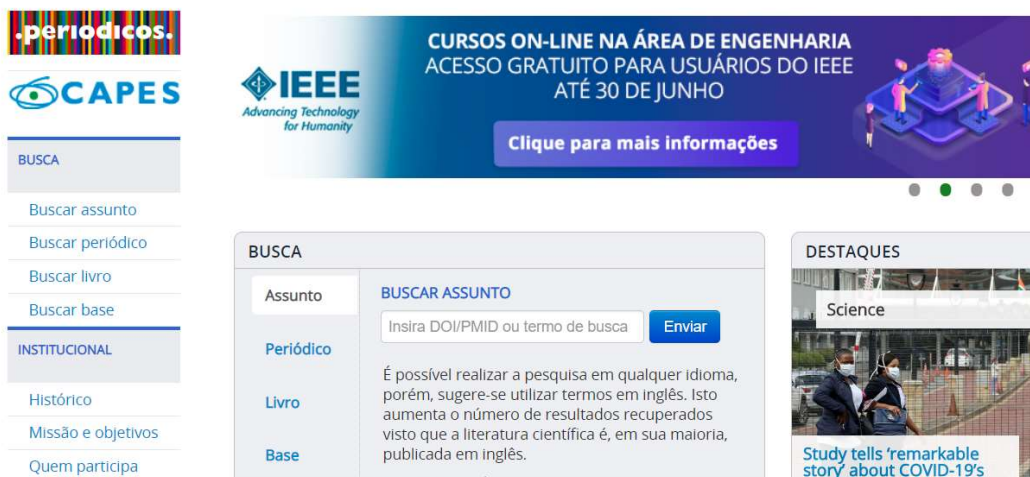 .periodicos.
CAPES
BUSCA
Buscar assunto
Buscar periódico
Buscar livro
Buscar base
INSTITUCIONAL
Histórico
Missão e objetivos
Quem participa
IEEE
Advancing Technology
for Humanity
CURSOS ON-LINE NA ÁREA DE ENGENHARIA
ACESSO GRATUITO PARA USUÁRIOS DO IEEE
ATÉ 30 DE JUNHO
Clique para mais informações
BUSCA
Assunto
Periódico
Livro
Base
BUSCAR ASSUNTO
Insira DOI/PMID ou termo de busca
Enviar
É possível realizar a pesquisa em qualquer idioma,
porém, sugere-se utilizar termos em inglês. Isto
aumenta o número de resultados recuperados
visto que a literatura científica é, em sua maioria,
publicada em inglês.
DESTAQUES
Science
Study tells ‘remarkable
story’ about COVID-19’s